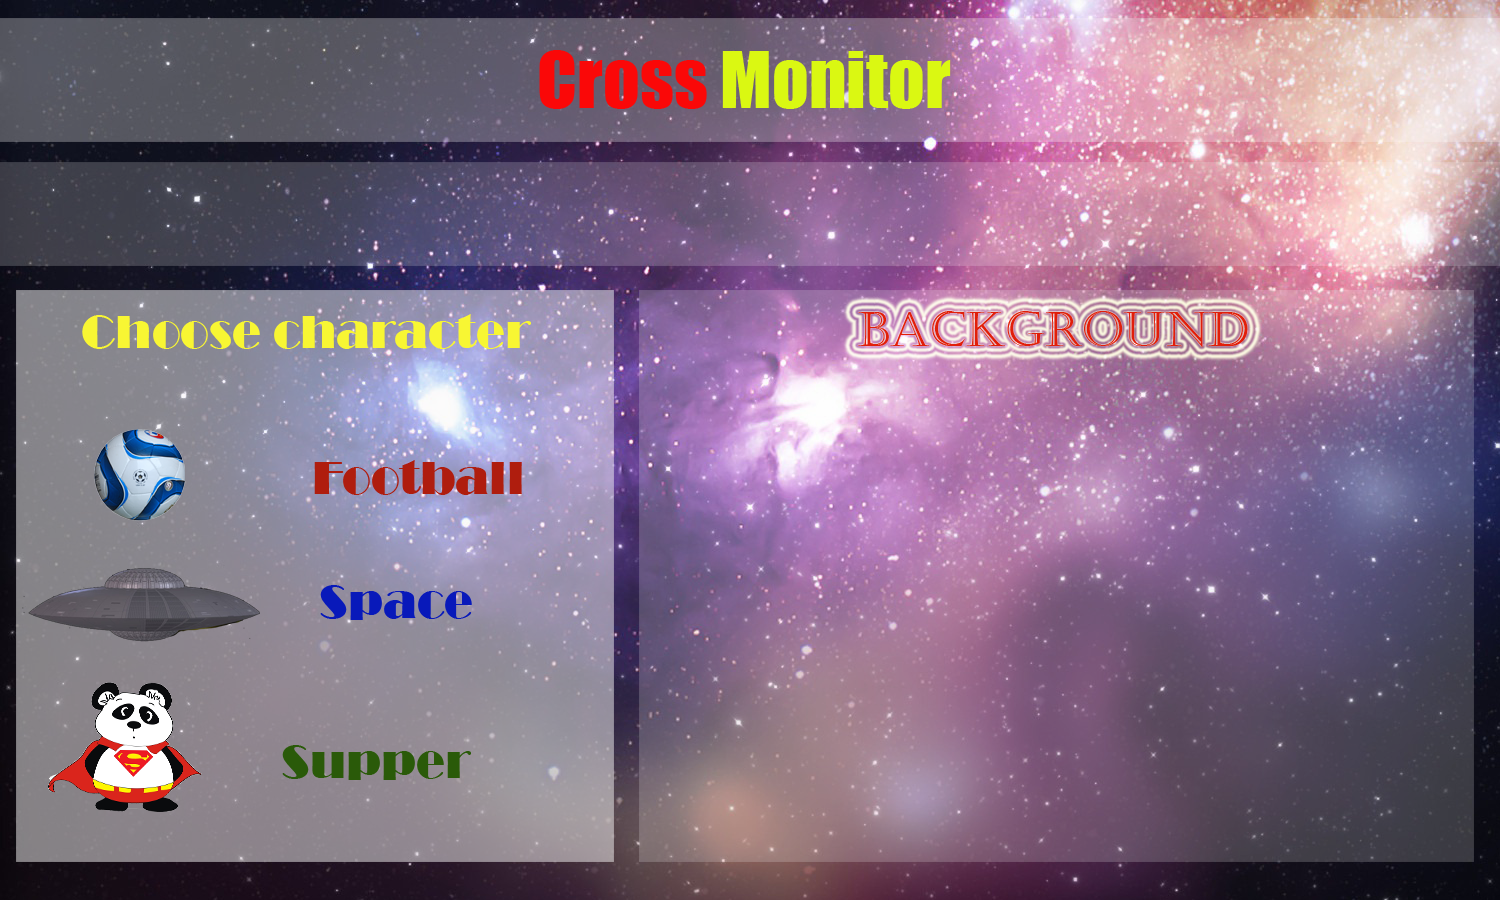 Cross Monitor
Choose character
BACKGROUND
Football
Space
Supper